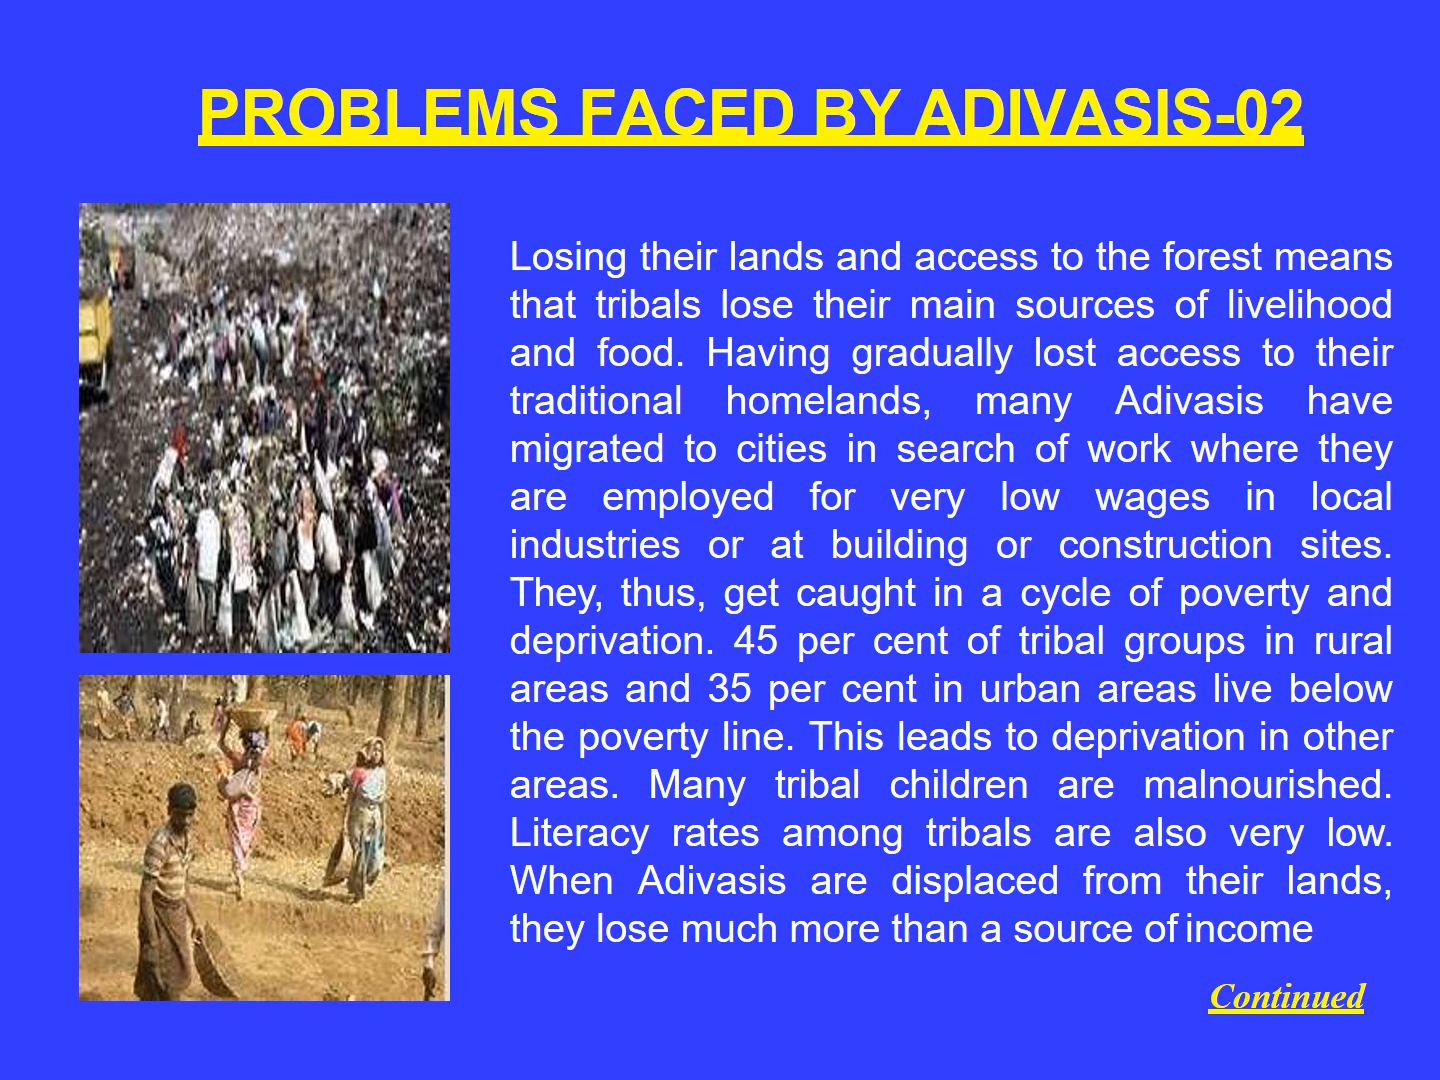 PROBLEMS FACED BY ADIVASIS-02
Losing their lands and access to the forest means
that tribals lose their main sources of livelihood
and food. Having gradually lost access to their
traditional homelands, many Adivasis have
migrated to cities in search of work where they
are employed for very low wages in local
industries or at building or construction sites.
They, thus, get caught in a cycle of poverty and
deprivation. 45 per cent of tribal groups in rural
areas and 35 per cent in urban areas live below
the poverty line. This leads to deprivation in other
areas. Many tribal children are malnourished.
Literacy rates among tribals are also very low.
When Adivasis are displaced from their lands,
they lose much more than a source of income
Continued